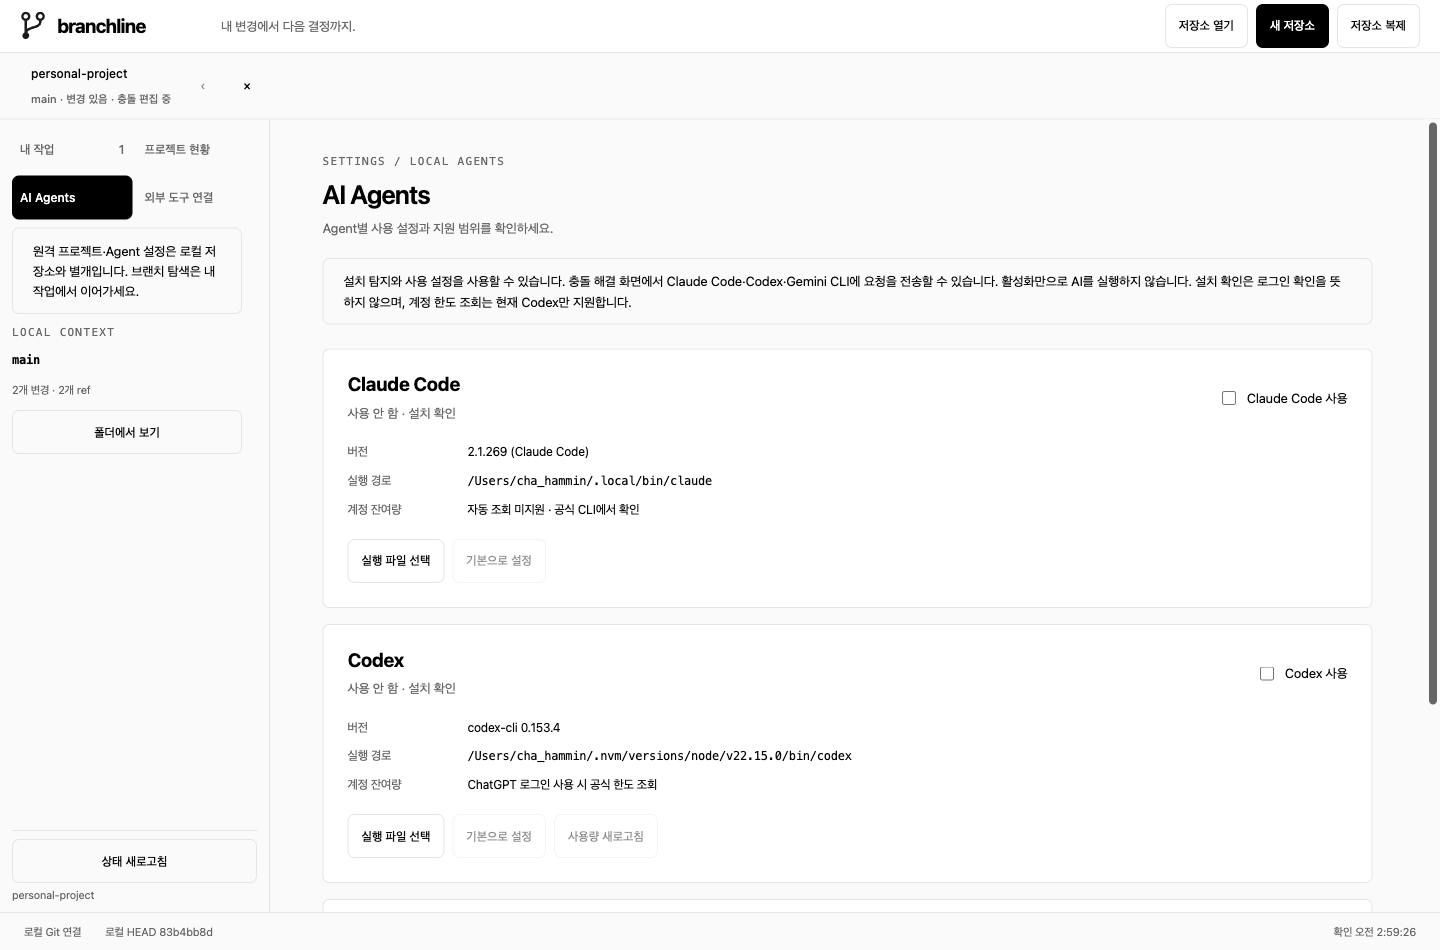 branchline
내 변경에서 다음 결정까지.
저장소 열기
새 저장소
저장소 복제
personal-project
main · 변경 있음 · 충돌 편집 중
‹
×
내 작업
1
프로젝트 현황
AI Agents
외부 도구 연결
원격 프로젝트·Agent 설정은 로컬 저
장소와 별개입니다. 브랜치 탐색은 내
작업에서 이어가세요.
LOCAL CONTEXT
main
2개 변경 · 2개 ref
폴더에서 보기
상태 새로고침
personal-project
SETTINGS / LOCAL AGENTS
AI Agents
Agent별 사용 설정과 지원 범위를 확인하세요.
설치 탐지와 사용 설정을 사용할 수 있습니다. 충돌 해결 화면에서 Claude Code·Codex·Gemini CLI에 요청을 전송할 수 있습니다. 활성화만으로 AI를 실행하지 않습니다. 설치 확인은 로그인 확인을 뜻
하지 않으며, 계정 한도 조회는 현재 Codex만 지원합니다.
Claude Code
사용 안 함 · 설치 확인
Claude Code 사용
버전
2.1.269 (Claude Code)
실행 경로
/Users/cha_hammin/.local/bin/claude
계정 잔여량
자동 조회 미지원 · 공식 CLI에서 확인
실행 파일 선택
기본으로 설정
Codex
사용 안 함 · 설치 확인
Codex 사용
버전
codex-cli 0.153.4
실행 경로
/Users/cha_hammin/.nvm/versions/node/v22.15.0/bin/codex
계정 잔여량
ChatGPT 로그인 사용 시 공식 한도 조회
실행 파일 선택
기본으로 설정
사용량 새로고침
로컬 Git 연결
로컬 HEAD 83b4bb8d
확인 오전 2:59:26